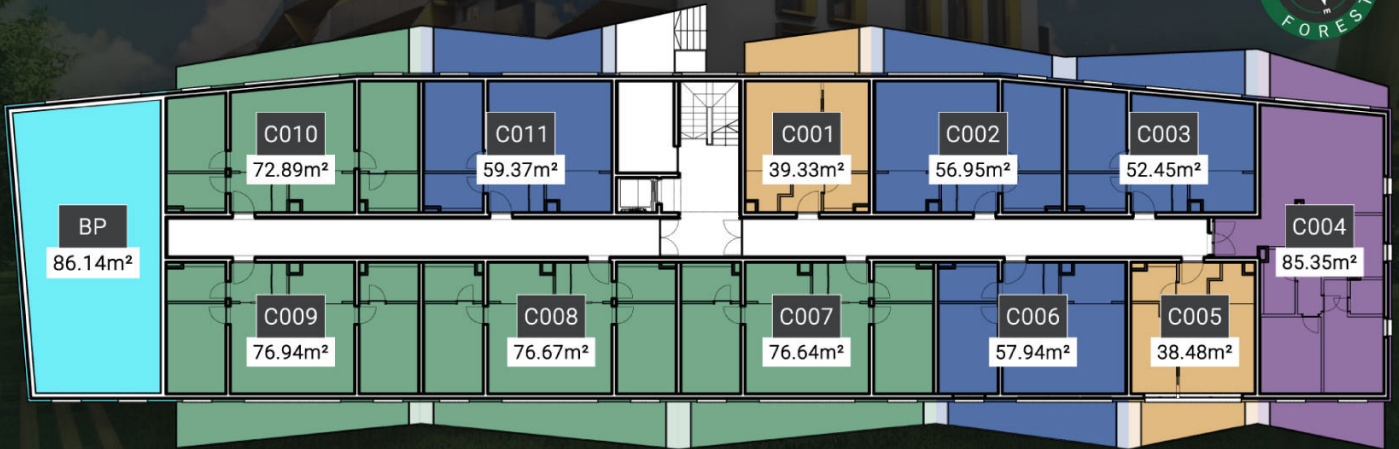 FOREST
E
C010
72.89m²
C011
59.37m²
C001
39.33m²
C002
56.95m²
C003
52.45m²
BP
86.14m²
C004
85.35m²
C009
76.94m²
C008
76.67m²
C007
76.64m²
C006
57.94m²
C005
38.48m²